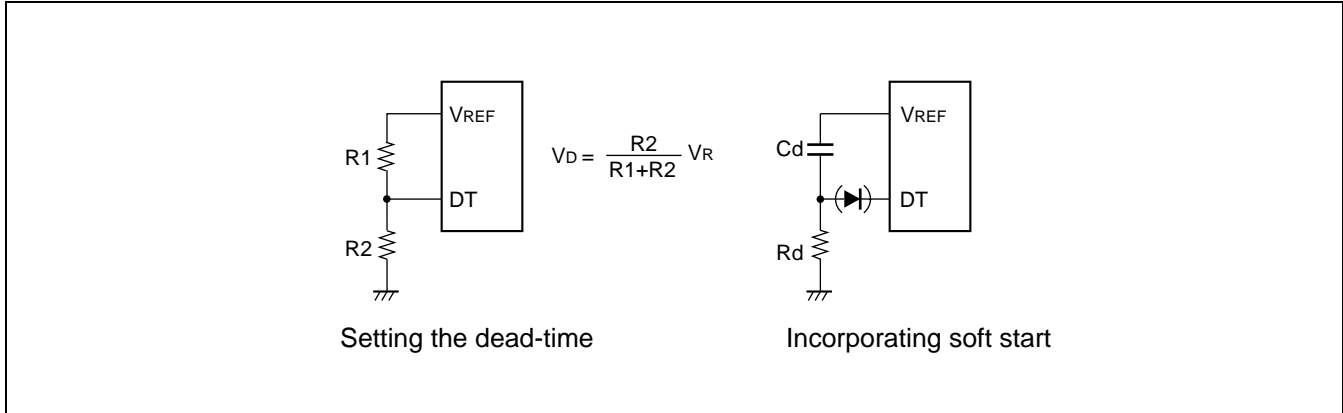 VREF
R1
DT
R2
VD = R2 / R1+R2 VR
Setting the dead-time
VREF
Cd
DT
Rd
Incorporating soft start